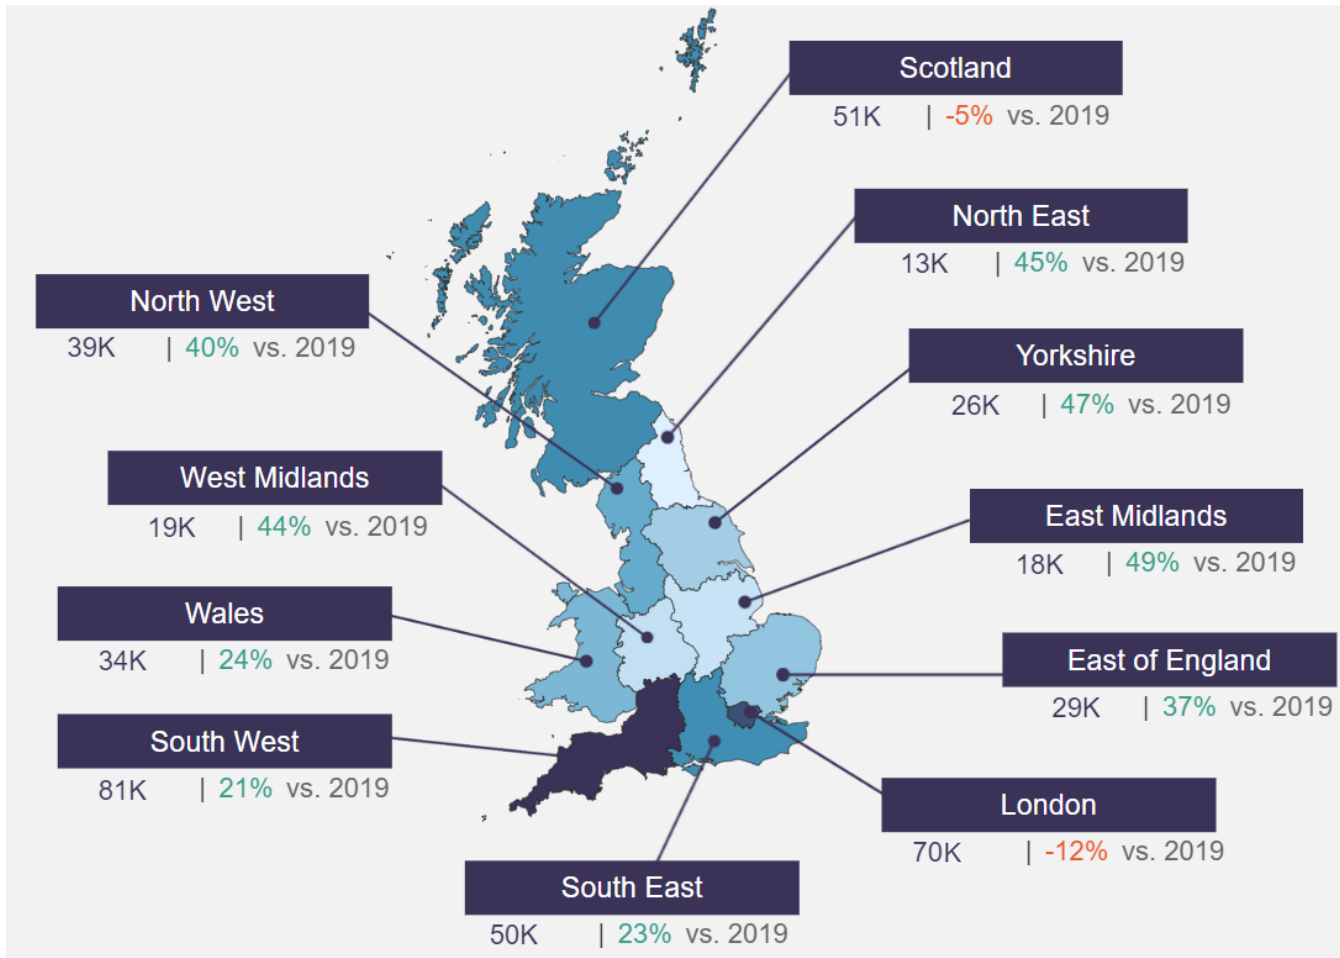 Scotland
51K | -5% vs. 2019
North East
13K | 45% vs. 2019
North West
39K | 40% vs. 2019
Yorkshire
26K | 47% vs. 2019
West Midlands
19K | 44% vs. 2019
East Midlands
18K | 49% vs. 2019
Wales
34K | 24% vs. 2019
East of England
29K | 37% vs. 2019
South West
81K | 21% vs. 2019
London
70K | -12% vs. 2019
South East
50K | 23% vs. 2019